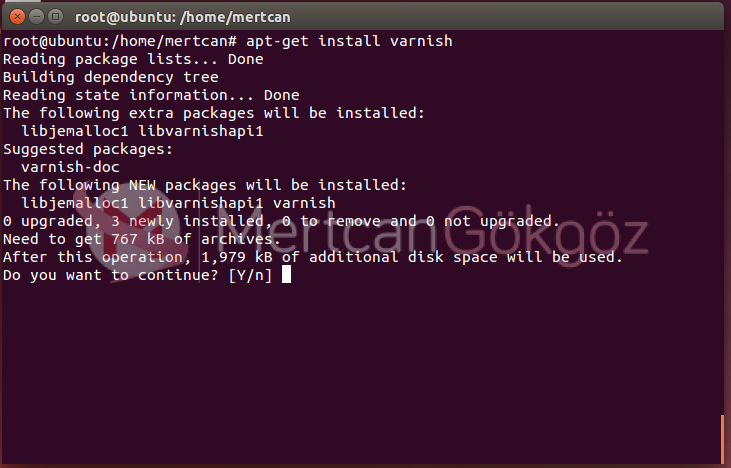 root@ubuntu: /home/mertcan
root@ubuntu:/home/mertcan# apt-get install varnish
Reading package lists... Done
Building dependency tree
Reading state information... Done
The following extra packages will be installed:
  libjemalloc1 libvarnishapi1
Suggested packages:
  varnish-doc
The following NEW packages will be installed:
  libjemalloc1 libvarnishapi1 varnish
0 upgraded, 3 newly installed, 0 to remove and 0 not upgraded.
MertcanGökgöz
Need to get 767 kB of archives.
After this operation, 1,979 kB of additional disk space will be used.
Do you want to continue? [Y/n]